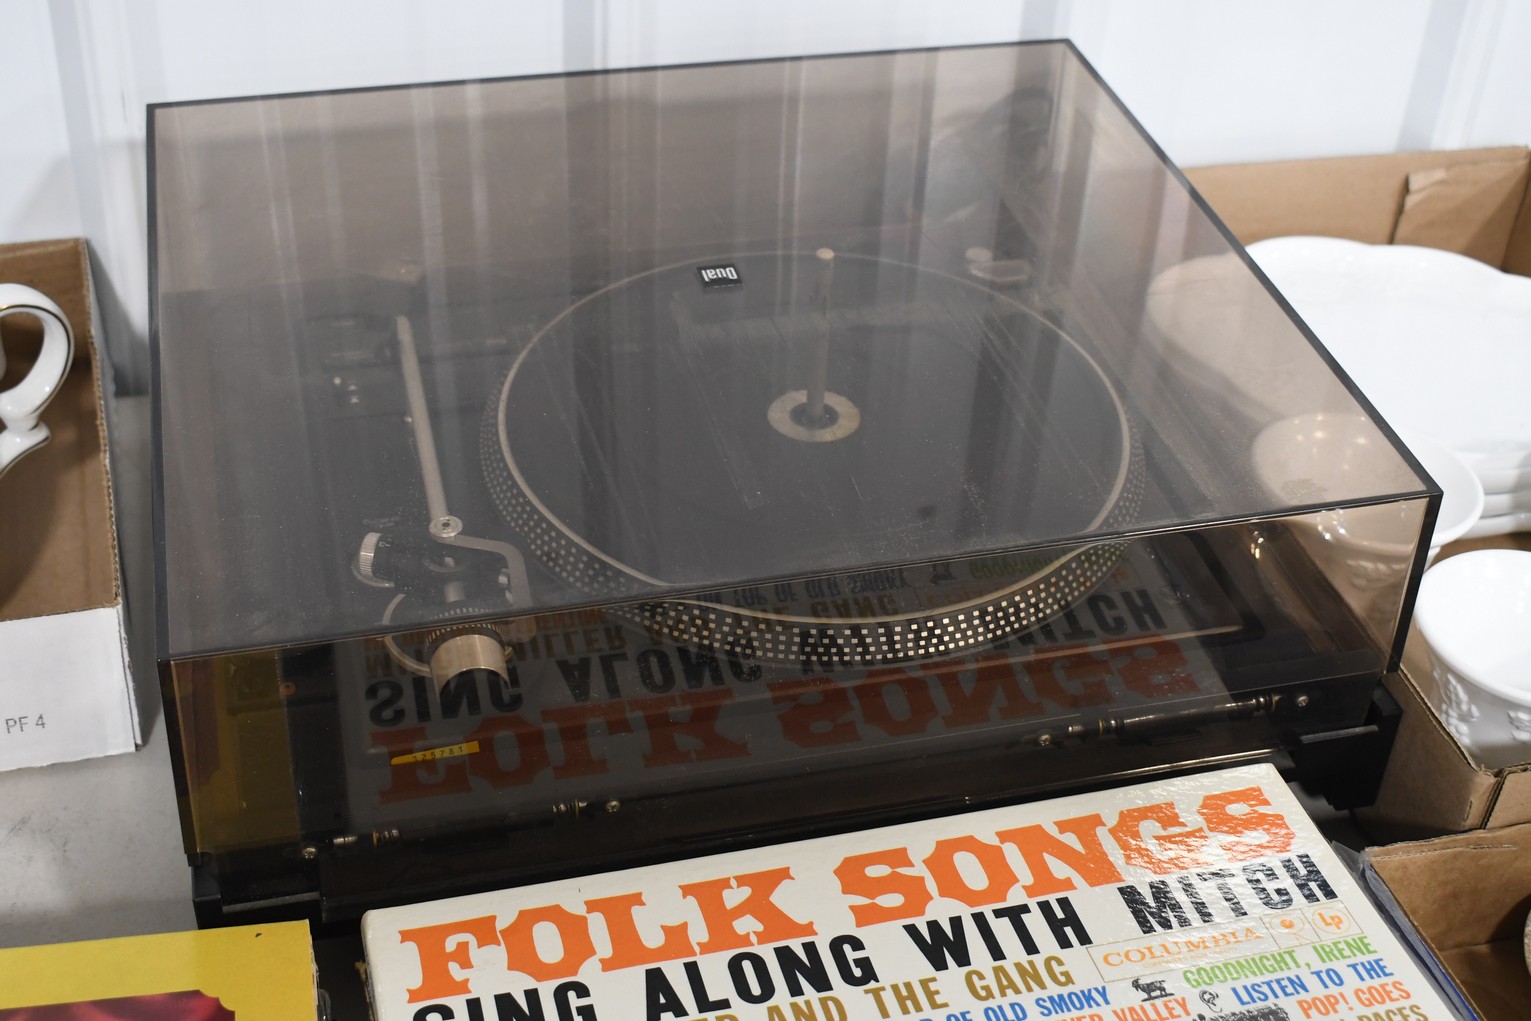 Dual
PF 4
126781
FOLK SONGS
SING ALONG WITH MITCH
AND THE GANG
COLUMBIA Lp
GOODNIGHT, IRENE
OF OLD SMOKY
LISTEN TO THE
VALLEY
POP! GOES